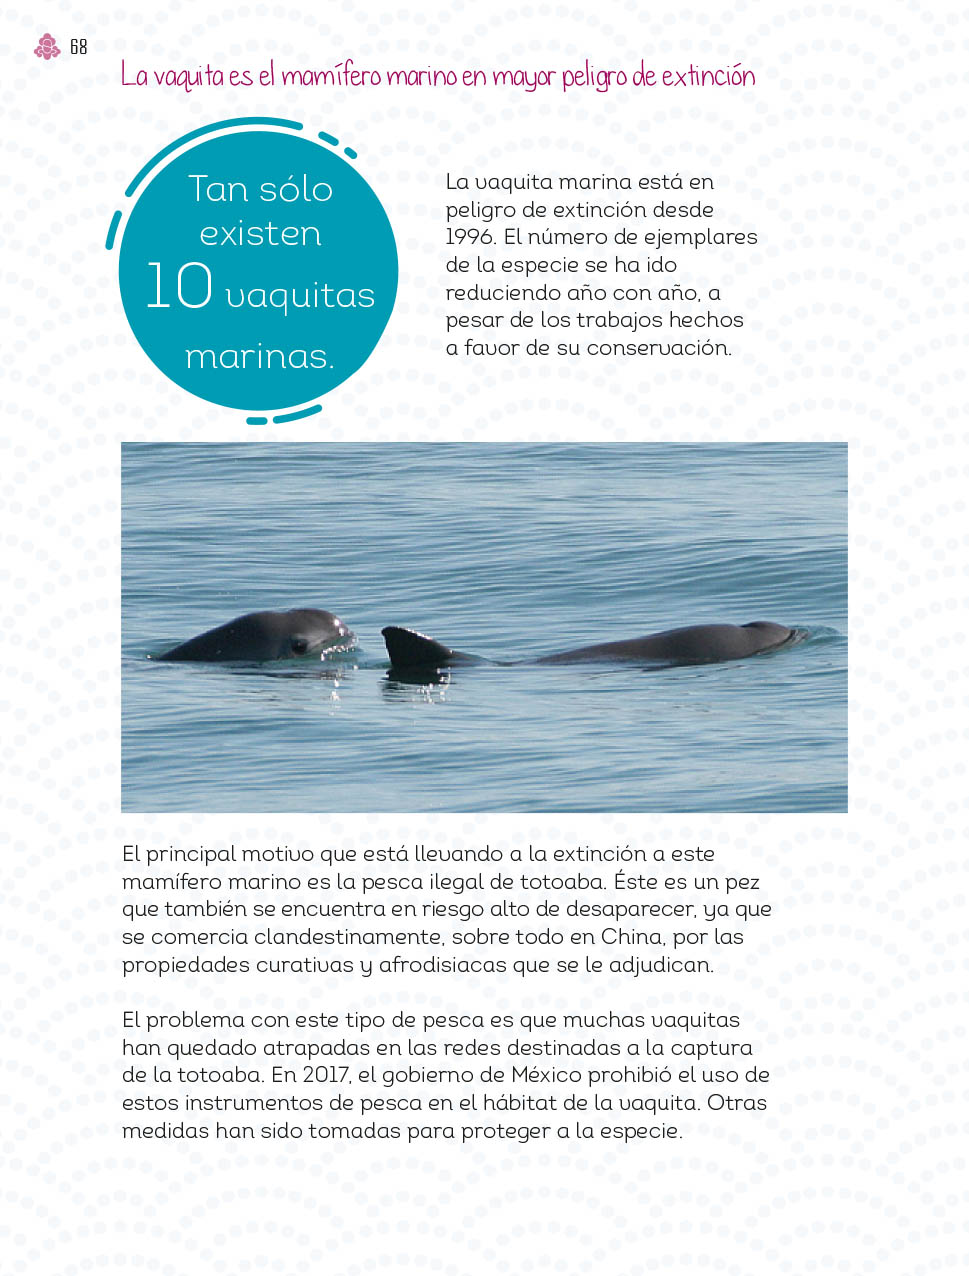 68
La vaquita es el mamífero marino en mayor peligro de extinción
Tan sólo
existen
10 vaquitas
marinas.
La vaquita marina está en
peligro de extinción desde
1996. El número de ejemplares
de la especie se ha ido
reduciendo año con año, a
pesar de los trabajos hechos
a favor de su conservación.
El principal motivo que está llevando a la extinción a este
mamífero marino es la pesca ilegal de totoaba. Éste es un pez
que también se encuentra en riesgo alto de desaparecer, ya que
se comercia clandestinamente, sobre todo en China, por las
propiedades curativas y afrodisiacas que se le adjudican.
El problema con este tipo de pesca es que muchas vaquitas
han quedado atrapadas en las redes destinadas a la captura
de la totoaba. En 2017, el gobierno de México prohibió el uso de
estos instrumentos de pesca en el hábitat de la vaquita. Otras
medidas han sido tomadas para proteger a la especie.